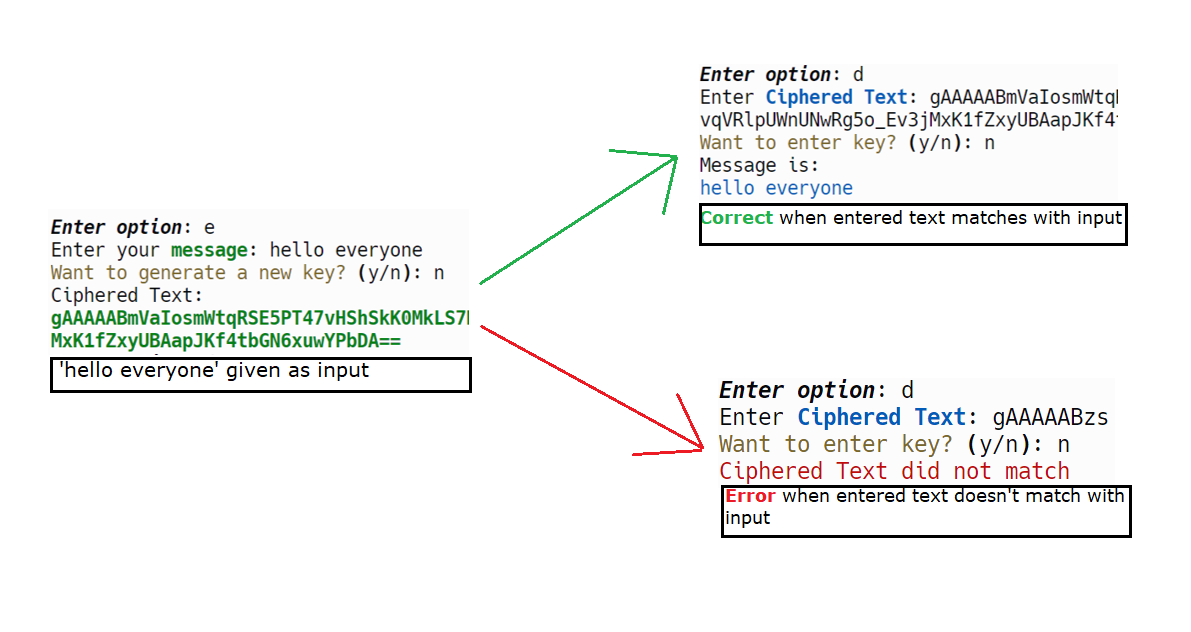 Enter option: e
Enter your message: hello everyone
Want to generate a new key? (y/n): n
Ciphered Text:
gAAAAABmVaIosmWtqRSE5PT47vHShSkK0MkLS7
MxK1fZxyUBAapJKf4tbGN6xuwYPbDA==
'hello everyone' given as input
Enter option: d
Enter Ciphered Text: gAAAAABmVaIosmWtq
vqVRlpUWnUNwRg5o_Ev3jMxK1fZxyUBAapJKf4
Want to enter key? (y/n): n
Message is:
hello everyone
Correct when entered text matches with input
Enter option: d
Enter Ciphered Text: gAAAAABzs
Want to enter key? (y/n): n
Ciphered Text did not match
Error when entered text doesn't match with
input